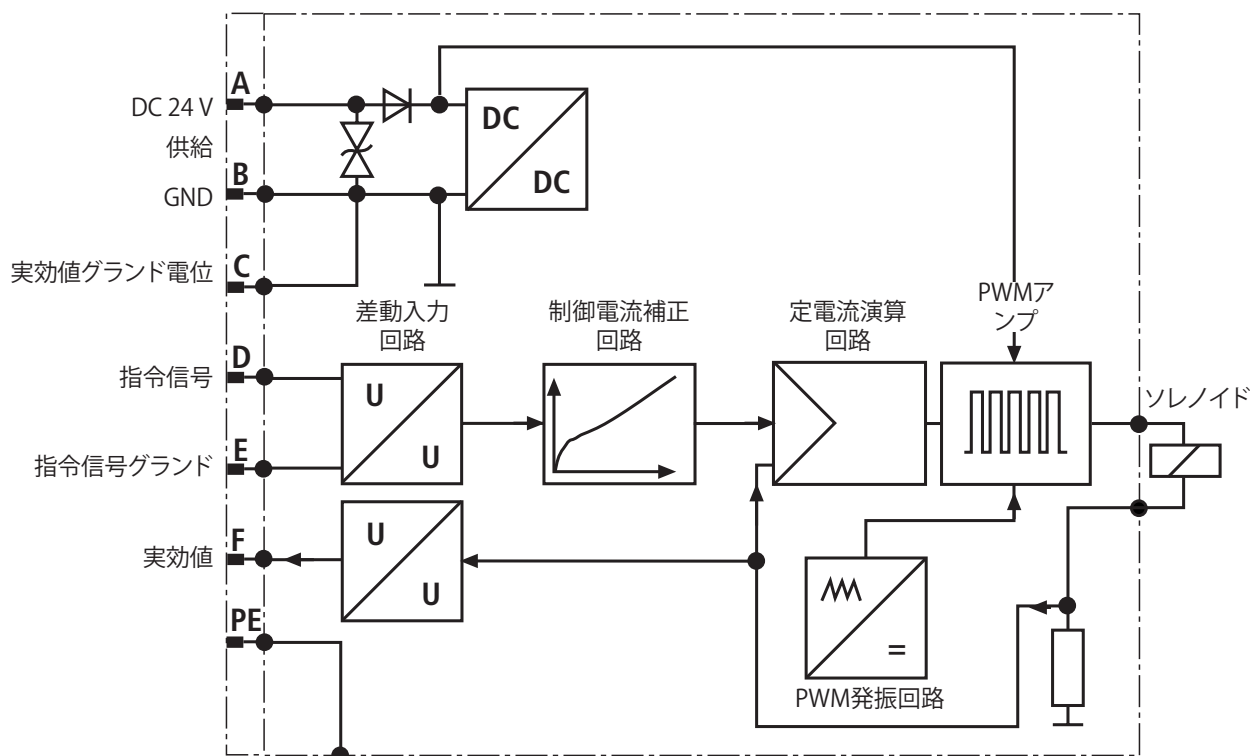 A
DC 24 V
供給
B
GND
DC
DC
実効値グランド電位
C
差動入力
回路
制御電流補正
回路
定電流演算
回路
PWMア
ンプ
指令信号
D
U
U
指令信号グランド
E
ソレノイド
実効値
F
U
U
=
PWM発振回路
PE